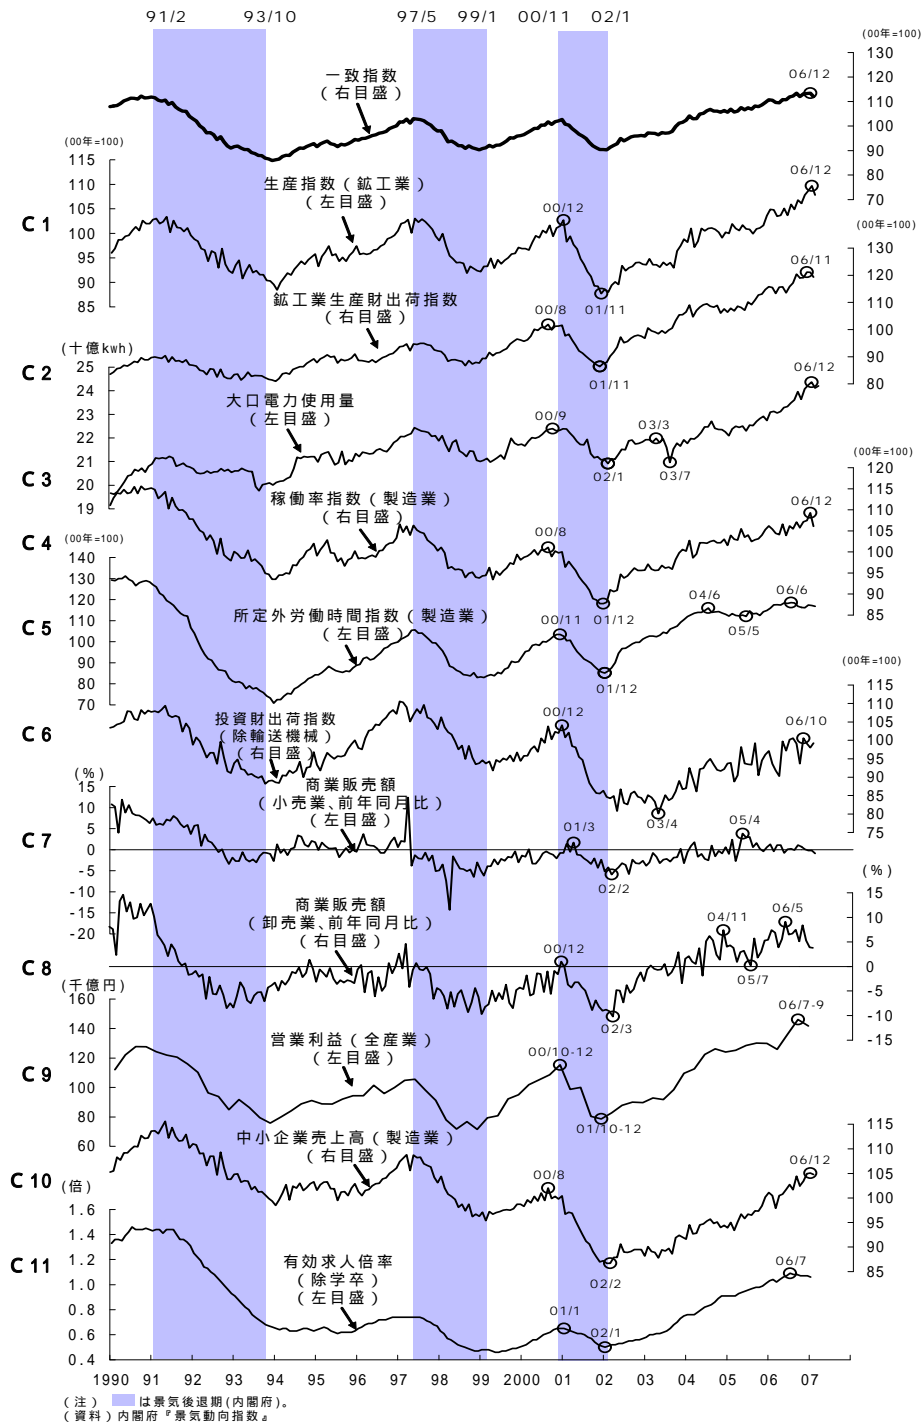 91/2 93/10 97/5 99/1 00/11 02/1
(00年=100)
130
120
110
100
90
80
70
06/12
一致指数
(右目盛)
(00年=100)
115
110
105
100
95
90
85
C1
生産指数(鉱工業)
(左目盛)
00/12
01/11
06/12
(00年=100)
130
120
110
100
90
80
C2
鉱工業生産財出荷指数
(右目盛)
00/8
01/11
06/11
(十億kwh)
25
24
23
22
21
20
19
C3
大口電力使用量
(左目盛)
00/9
02/1
03/3
03/7
06/12
(00年=100)
120
115
110
105
100
95
90
85
C4
稼働率指数(製造業)
(右目盛)
00/8
01/12
06/12
(00年=100)
140
130
120
110
100
90
80
70
C5
所定外労働時間指数(製造業)
(左目盛)
00/11
01/12
04/6
05/5
06/6
(00年=100)
115
110
105
100
95
90
85
80
75
C6
投資財出荷指数
(除輸送機械)
(右目盛)
00/12
03/4
06/10
(%)
15
10
5
0
-5
-10
-15
-20
C7
商業販売額
(小売業、前年同月比)
(左目盛)
01/3
02/2
05/4
(%)
15
10
5
0
-5
-10
-15
C8
商業販売額
(卸売業、前年同月比)
(右目盛)
00/12
02/3
04/11
05/7
06/5
(千億円)
160
140
120
100
80
60
C9
営業利益(全産業)
(左目盛)
00/10-12
01/10-12
06/7-9
115
110
105
100
95
90
85
C10
中小企業売上高(製造業)
(右目盛)
00/8
02/2
06/12
(倍)
1.6
1.4
1.2
1.0
0.8
0.6
0.4
C11
有効求人倍率
(除学卒)
(左目盛)
01/1
02/1
06/7
1990 91 92 93 94 95 96 97 98 99 2000 01 02 03 04 05 06 07
(注) は景気後退期(内閣府)。
(資料)内閣府『景気動向指数』